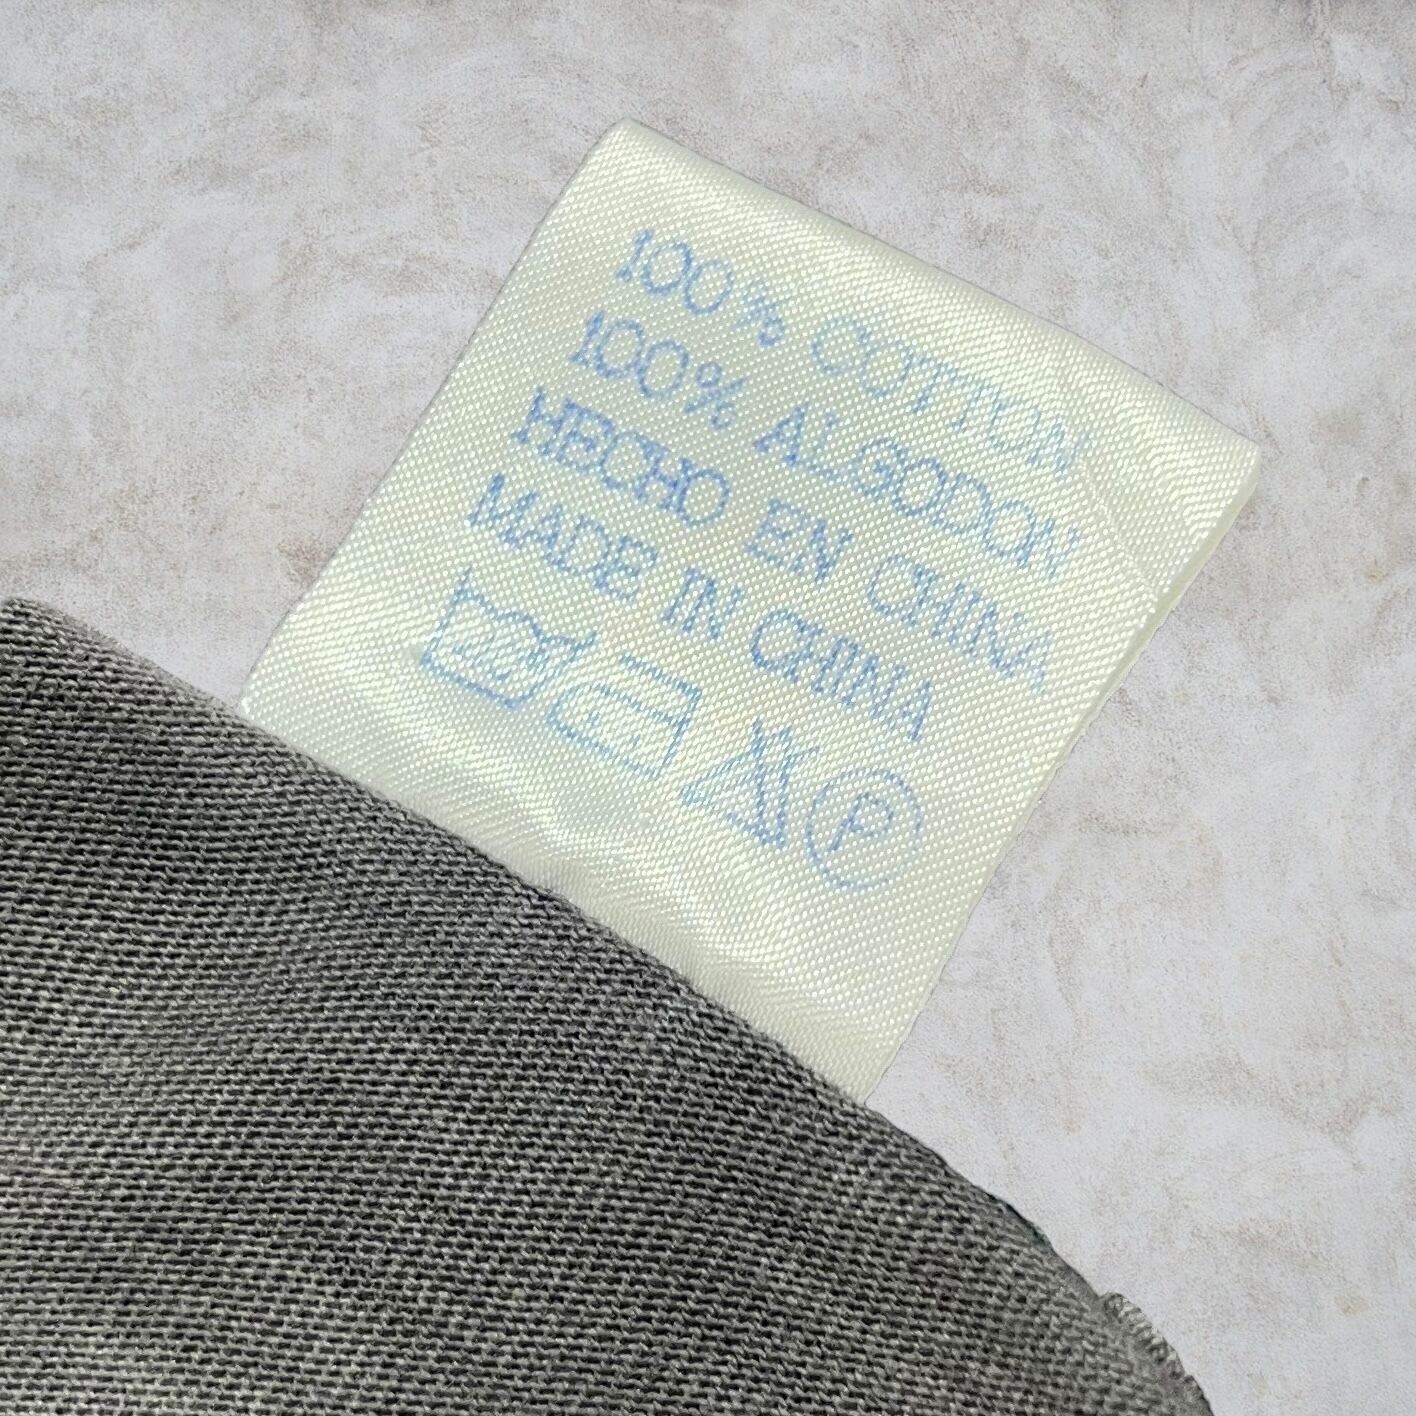 100% COTTON
100% ALGODON
HECHO EN CHINA
MADE IN CHINA
P